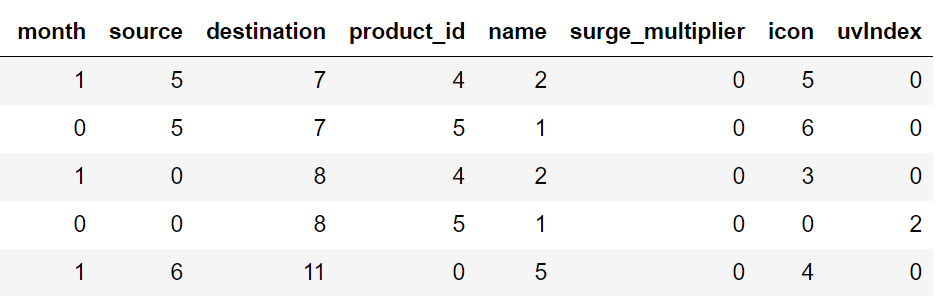 month source destination product_id name surge_multiplier icon uvIndex
1 5 7 4 2 0 5 0
0 5 7 5 1 0 6 0
1 0 8 4 2 0 3 0
0 0 8 5 1 0 0 2
1 6 11 0 5 0 4 0